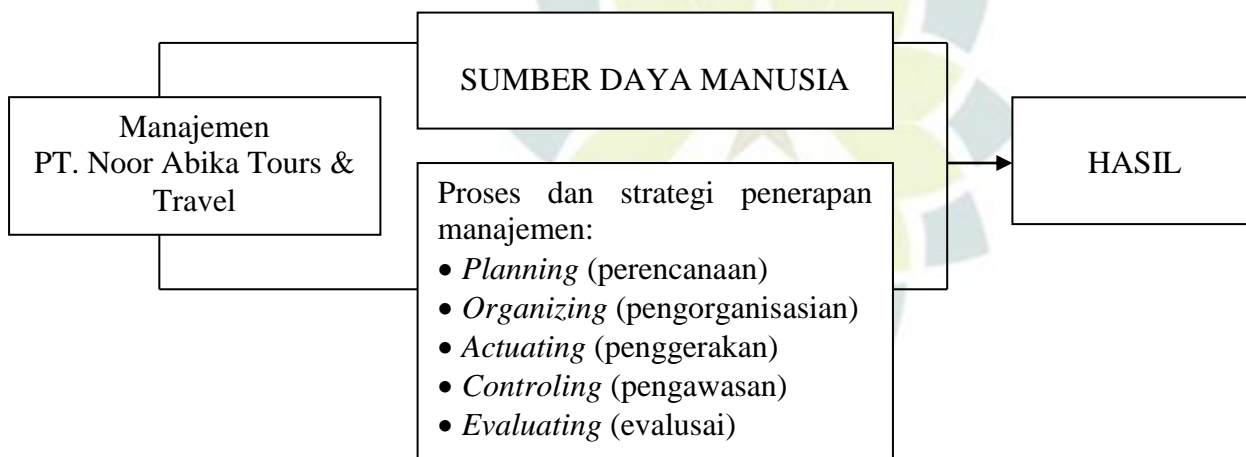 Manajemen
PT. Noor Abika Tours &
Travel
SUMBER DAYA MANUSIA
Proses dan strategi penerapan
manajemen:
• Planning (perencanaan)
• Organizing (pengorganisasian)
• Actuating (penggerakan)
• Controling (pengawasan)
• Evaluating (evalusai)
HASIL